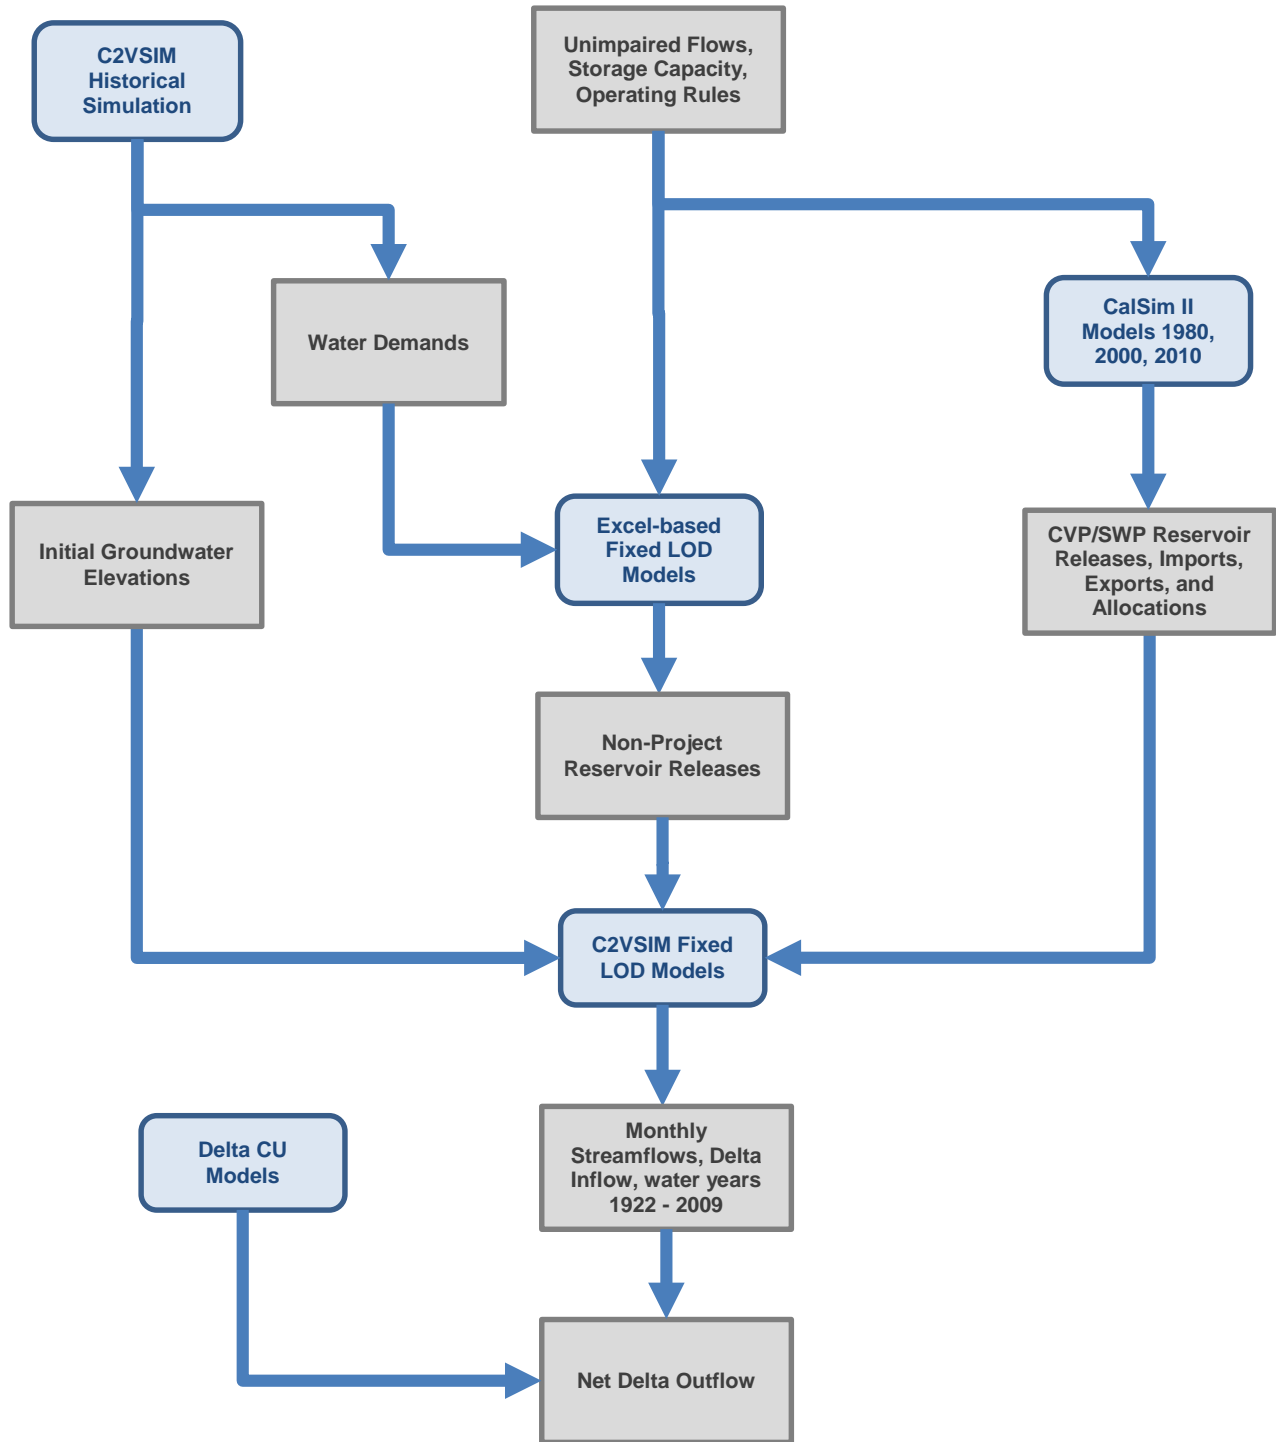 C2VSIM
Historical
Simulation
Unimpaired Flows,
Storage Capacity,
Operating Rules
Water Demands
CalSim II
Models 1980,
2000, 2010
Initial Groundwater
Elevations
Excel-based
Fixed LOD
Models
CVP/SWP Reservoir
Releases, Imports,
Exports, and
Allocations
Non-Project
Reservoir Releases
C2VSIM Fixed
LOD Models
Delta CU
Models
Monthly
Streamflows, Delta
Inflow, water years
1922 - 2009
Net Delta Outflow